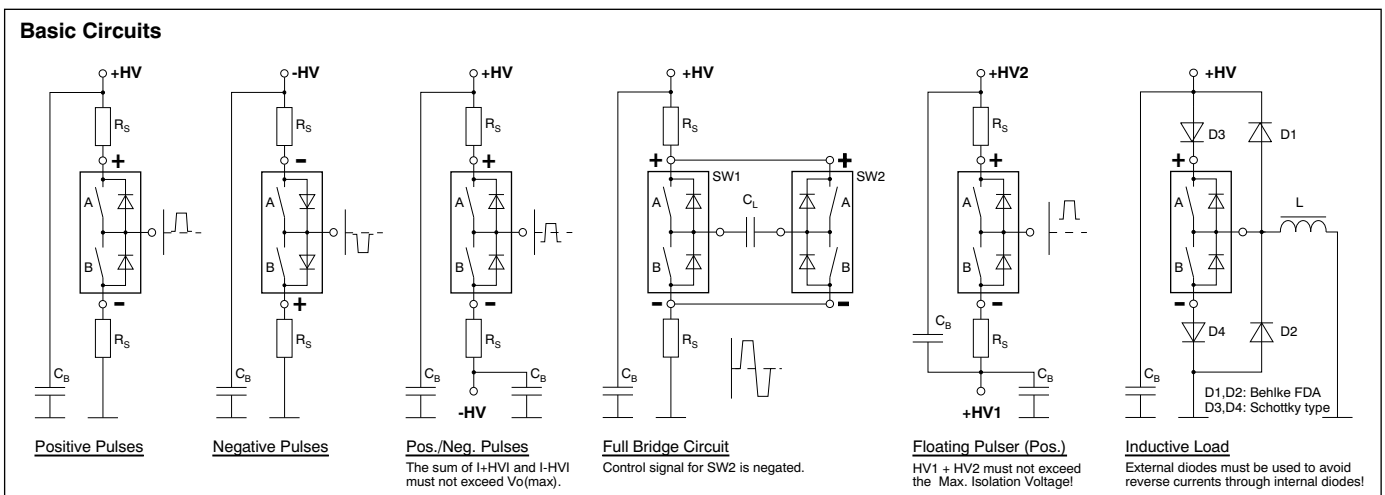 Basic Circuits
+HV
R_S
+
A
B
-
R_S
C_B
Positive Pulses
-HV
R_S
-
A
B
+
R_S
C_B
Negative Pulses
+HV
R_S
+
A
B
-
R_S
C_B
C_B
-HV
Pos./Neg. Pulses
The sum of I+HVI and I-HVI
must not exceed Vo(max).
+HV
R_S
+
+
SW1
SW2
A
A
C_L
B
B
-
-
R_S
C_B
Full Bridge Circuit
Control signal for SW2 is negated.
+HV2
R_S
+
A
B
-
R_S
C_B
C_B
+HV1
Floating Pulser (Pos.)
HV1 + HV2 must not exceed
the Max. Isolation Voltage!
+HV
D3
D1
+
A
L
B
-
D4
D2
C_B
D1,D2: Behlke FDA
D3,D4: Schottky type
Inductive Load
External diodes must be used to avoid
reverse currents through internal diodes!